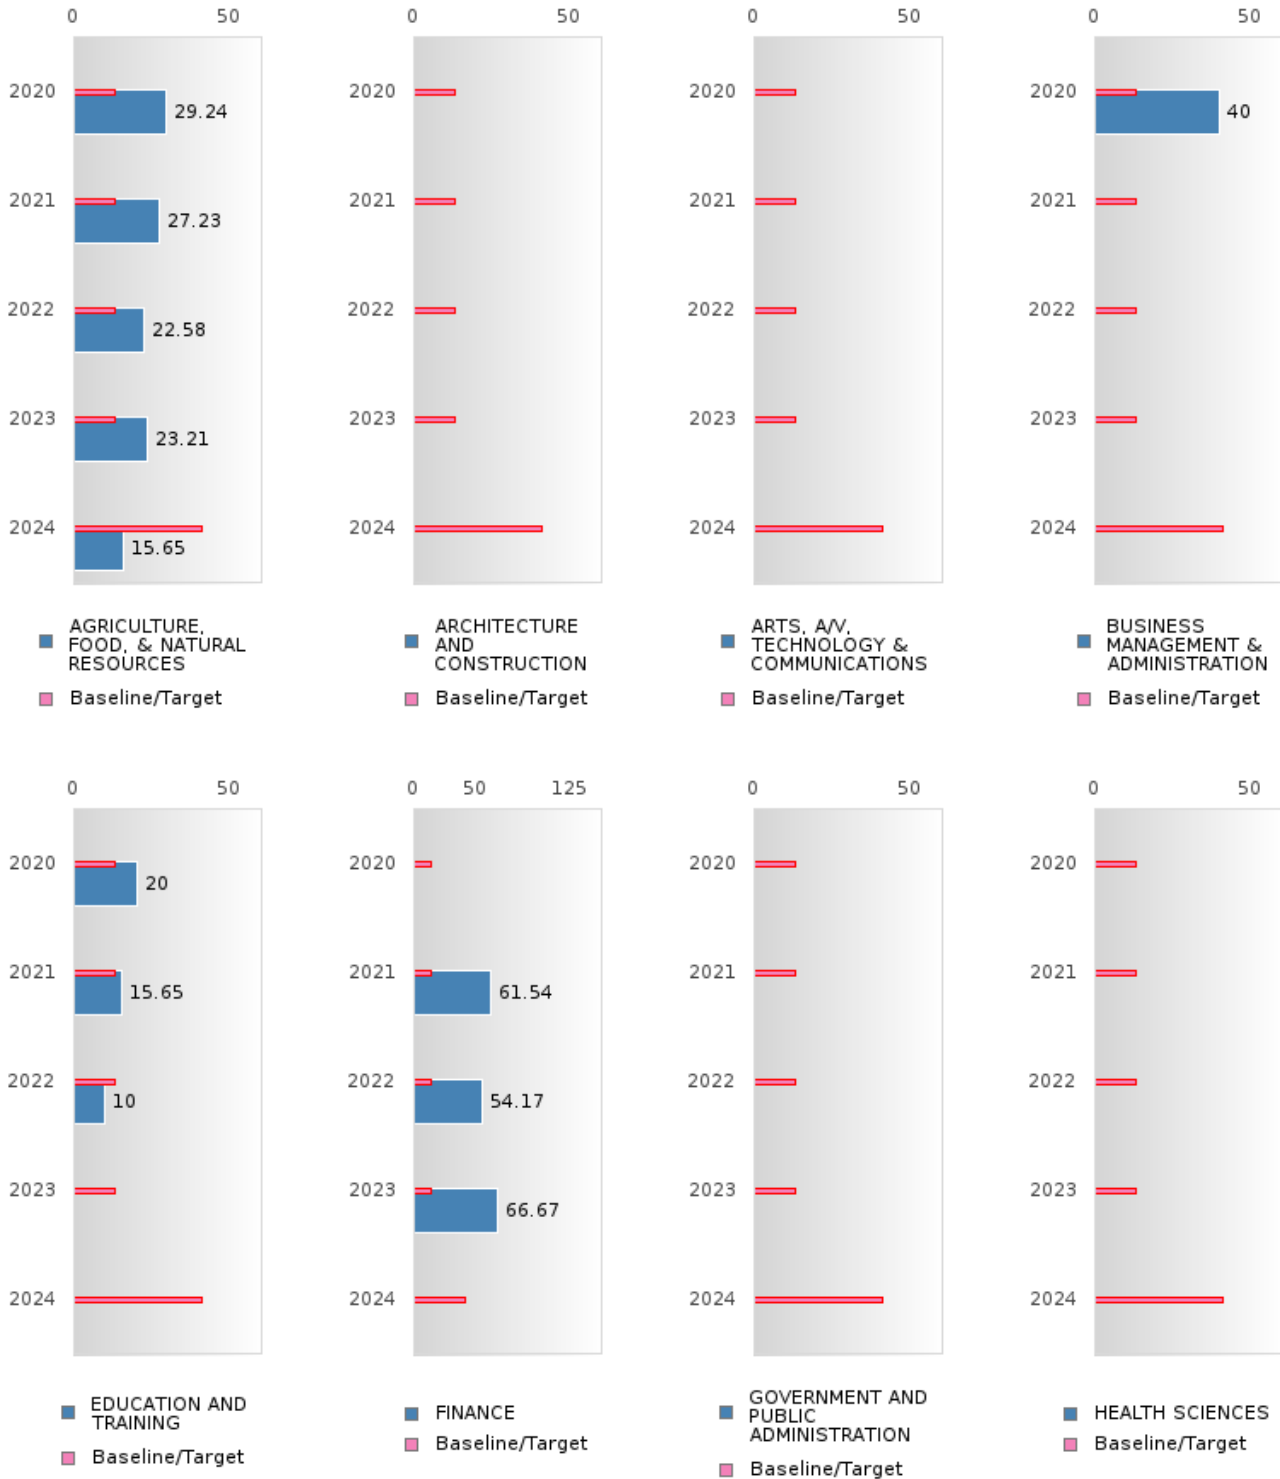 0 50
2020
29.24
2021
27.23
2022
22.58
2023
23.21
2024
15.65
AGRICULTURE,
FOOD, & NATURAL
RESOURCES
Baseline/Target
0 50
2020
2021
2022
2023
2024
ARCHITECTURE
AND
CONSTRUCTION
Baseline/Target
0 50
2020
2021
2022
2023
2024
ARTS, A/V,
TECHNOLOGY &
COMMUNICATIONS
Baseline/Target
0 50
2020
40
2021
2022
2023
2024
BUSINESS
MANAGEMENT &
ADMINISTRATION
Baseline/Target
0 50
2020
20
2021
15.65
2022
10
2023
2024
EDUCATION AND
TRAINING
Baseline/Target
0 50 125
2020
2021
61.54
2022
54.17
2023
66.67
2024
FINANCE
Baseline/Target
0 50
2020
2021
2022
2023
2024
GOVERNMENT AND
PUBLIC
ADMINISTRATION
Baseline/Target
0 50
2020
2021
2022
2023
2024
HEALTH SCIENCES
Baseline/Target